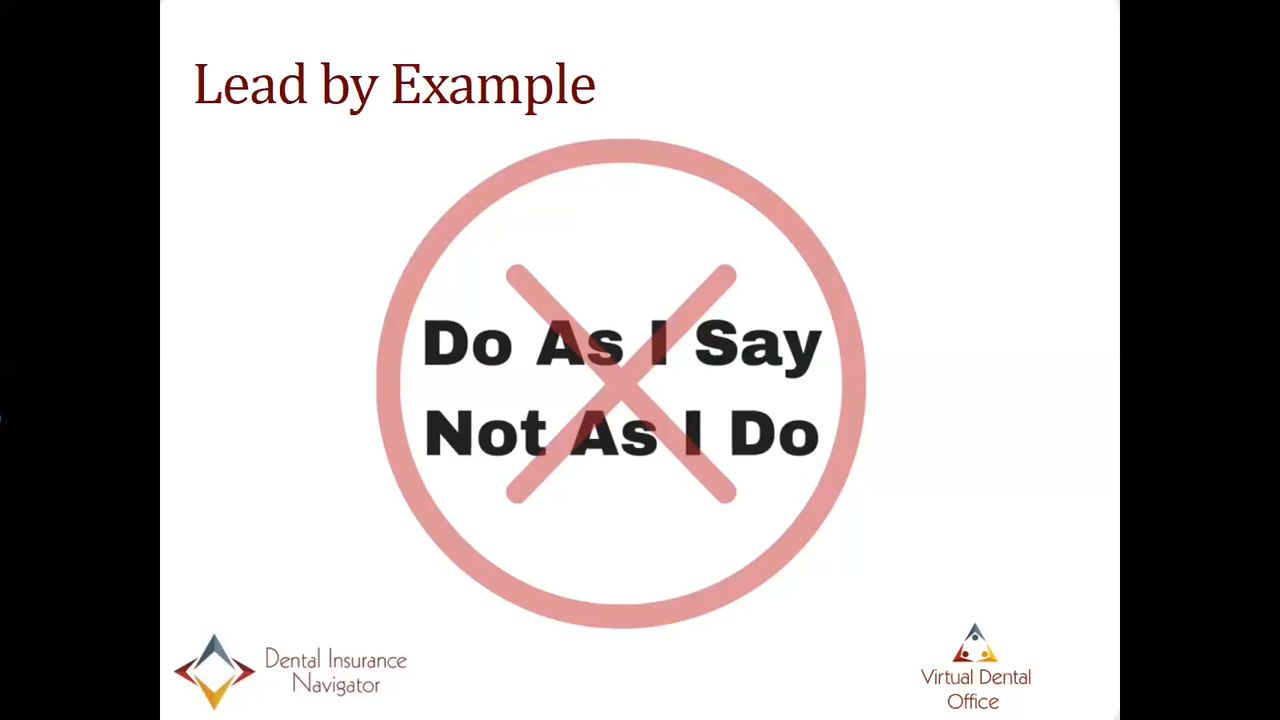 Lead by Example
Do As I Say
Not As I Do
Dental Insurance
Navigator
Virtual Dental
Office